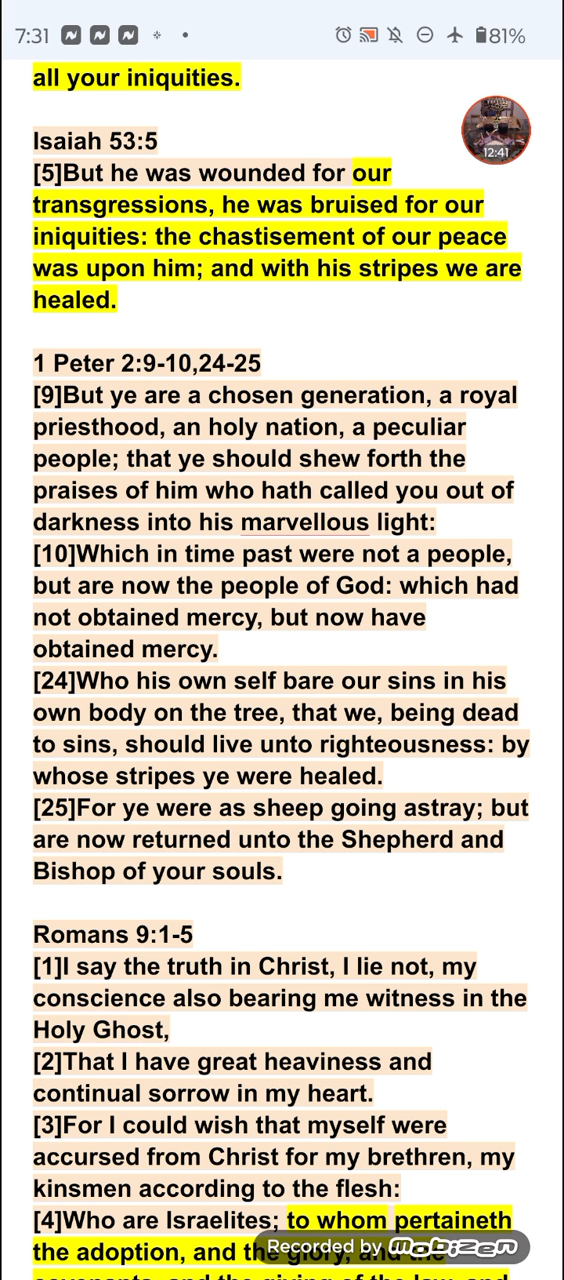 7:31
81%
all your iniquities.
12:41
Isaiah 53:5
[5]But he was wounded for our
transgressions, he was bruised for our
iniquities: the chastisement of our peace
was upon him; and with his stripes we are
healed.
1 Peter 2:9-10,24-25
[9]But ye are a chosen generation, a royal
priesthood, an holy nation, a peculiar
people; that ye should shew forth the
praises of him who hath called you out of
darkness into his marvellous light:
[10]Which in time past were not a people,
but are now the people of God: which had
not obtained mercy, but now have
obtained mercy.
[24]Who his own self bare our sins in his
own body on the tree, that we, being dead
to sins, should live unto righteousness: by
whose stripes ye were healed.
[25]For ye were as sheep going astray; but
are now returned unto the Shepherd and
Bishop of your souls.
Romans 9:1-5
[1]I say the truth in Christ, I lie not, my
conscience also bearing me witness in the
Holy Ghost,
[2]That I have great heaviness and
continual sorrow in my heart.
[3]For I could wish that myself were
accursed from Christ for my brethren, my
kinsmen according to the flesh:
[4]Who are Israelites; to whom pertaineth
the adoption, and the glory, and the
Recorded by Mobizen